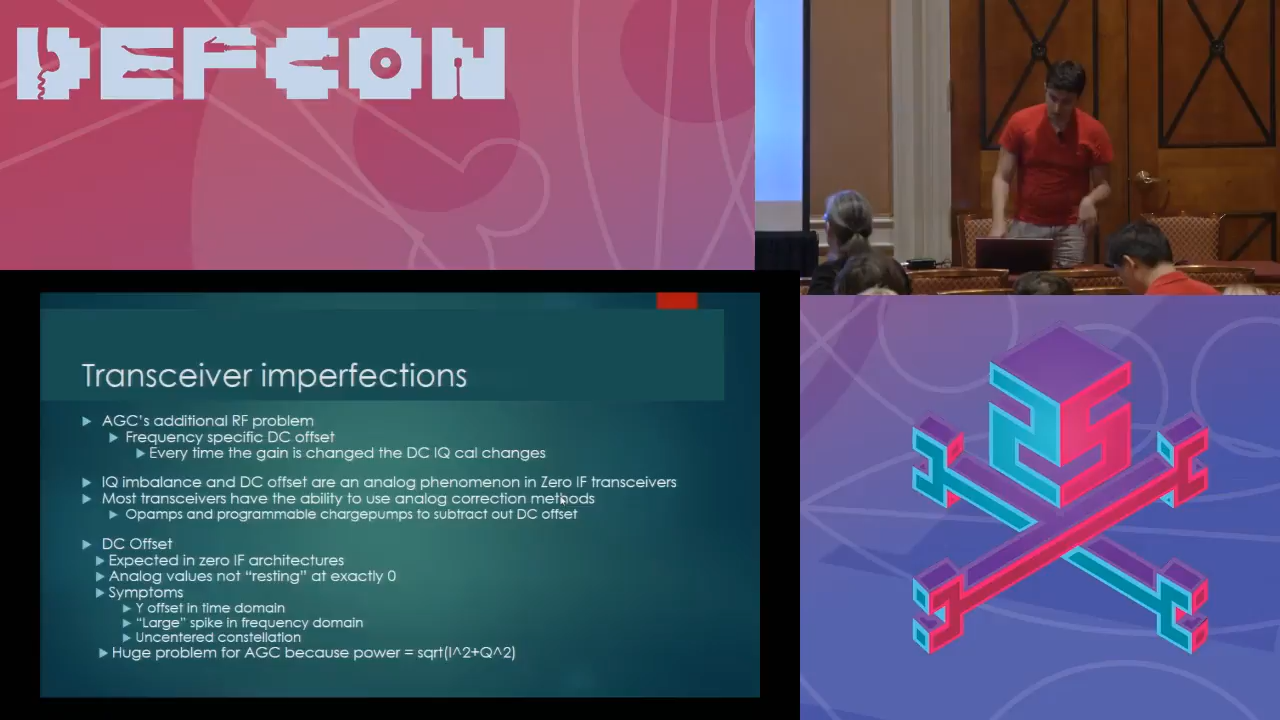 DEFCON
Transceiver imperfections
AGC's additional RF problem
Frequency specific DC offset
Every time the gain is changed the DC IQ cal changes
IQ imbalance and DC offset are an analog phenomenon in Zero IF transceivers
Most transceivers have the ability to use analog correction methods
Opamps and programmable chargepumps to subtract out DC offset
DC Offset
Expected in zero IF architectures
Analog values not “resting” at exactly 0
Symptoms
Y offset in time domain
“Large” spike in frequency domain
Uncentered constellation
Huge problem for AGC because power = sqrt(I^2+Q^2)
25